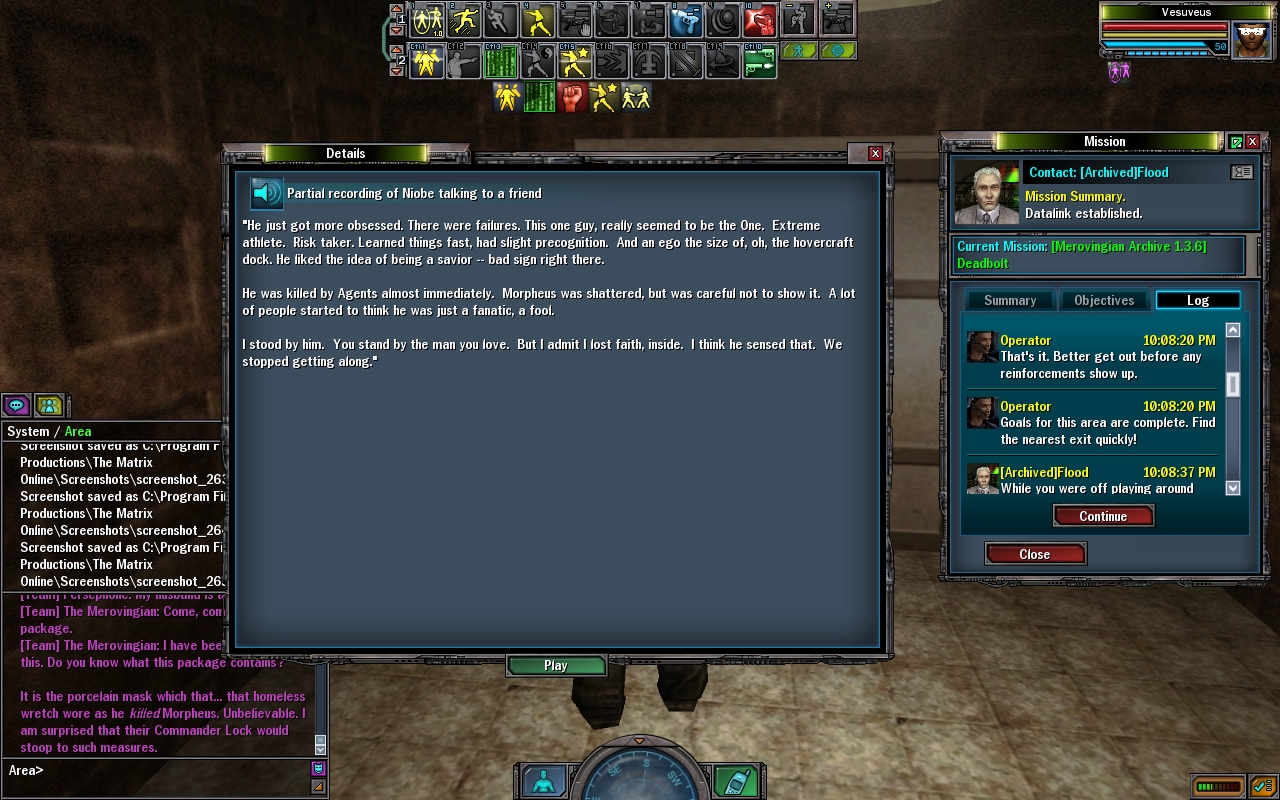 Vesuveus
50
1.0
Details
Partial recording of Niobe talking to a friend
"He just got more obsessed. There were failures. This one guy, really seemed to be the One. Extreme
athlete. Risk taker. Learned things fast, had slight precognition. And an ego the size of, oh, the hovercraft
dock. He liked the idea of being a savior -- bad sign right there.
He was killed by Agents almost immediately. Morpheus was shattered, but was careful not to show it. A lot
of people started to think he was just a fanatic, a fool.
I stood by him. You stand by the man you love. But I admit I lost faith, inside. I think he sensed that. We
stopped getting along."
Play
Mission
Contact: [Archived]Flood
Mission Summary.
Datalink established.
Current Mission: [Merovingian Archive 1.3.6]
Deadbolt
Summary Objectives Log
Operator 10:08:20 PM
That's it. Better get out before any
reinforcements show up.
Operator 10:08:20 PM
Goals for this area are complete. Find
the nearest exit quickly!
[Archived]Flood 10:08:37 PM
While you were off playing around
Continue
Close
System / Area
Screenshot saved as C:\Program F
Productions\The Matrix
Online\Screenshots\screenshot_263
Screenshot saved as C:\Program Fi
Productions\The Matrix
Online\Screenshots\screenshot_26
Screenshot saved as C:\Program Fi
Productions\The Matrix
Online\Screenshots\screenshot_26
[Team] Persephone: My husband is a
[Team] The Merovingian: Come, com
package.
[Team] The Merovingian: I have bee
this. Do you know what this package contains?
It is the porcelain mask which that... that homeless
wretch wore as he killed Morpheus. Unbelievable. I
am surprised that their Commander Lock would
stoop to such measures.
Area>
SE S SW